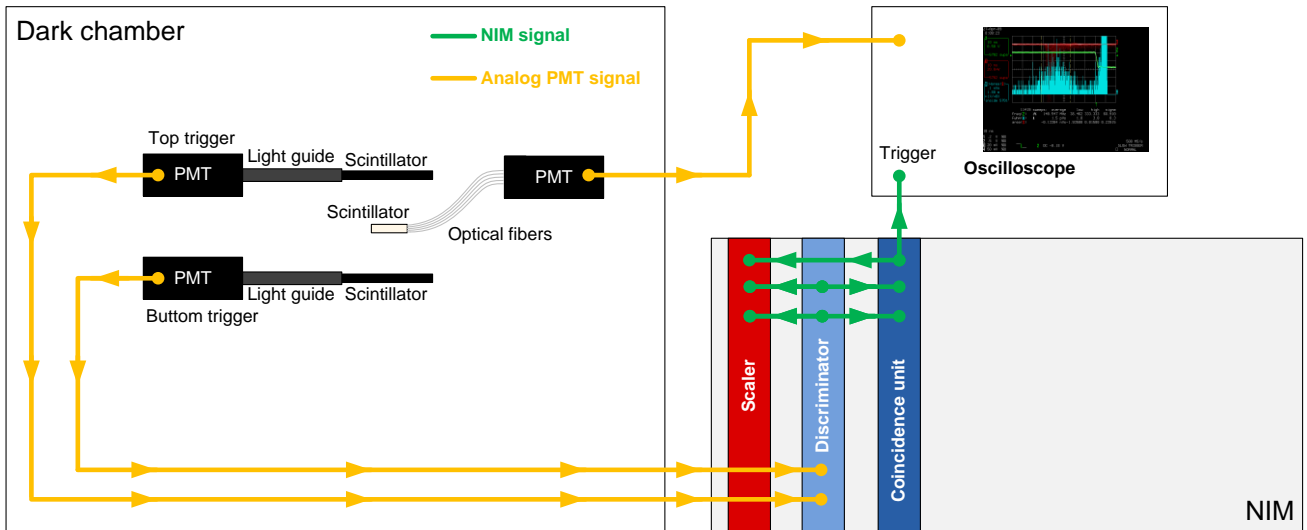 Dark chamber
NIM signal
Analog PMT signal
Top trigger
PMT
Light guide
Scintillator
PMT
Scintillator
Optical fibers
PMT
Light guide
Scintillator
Buttom trigger
Trigger
Oscilloscope
Scaler
Discriminator
Coincidence unit
NIM